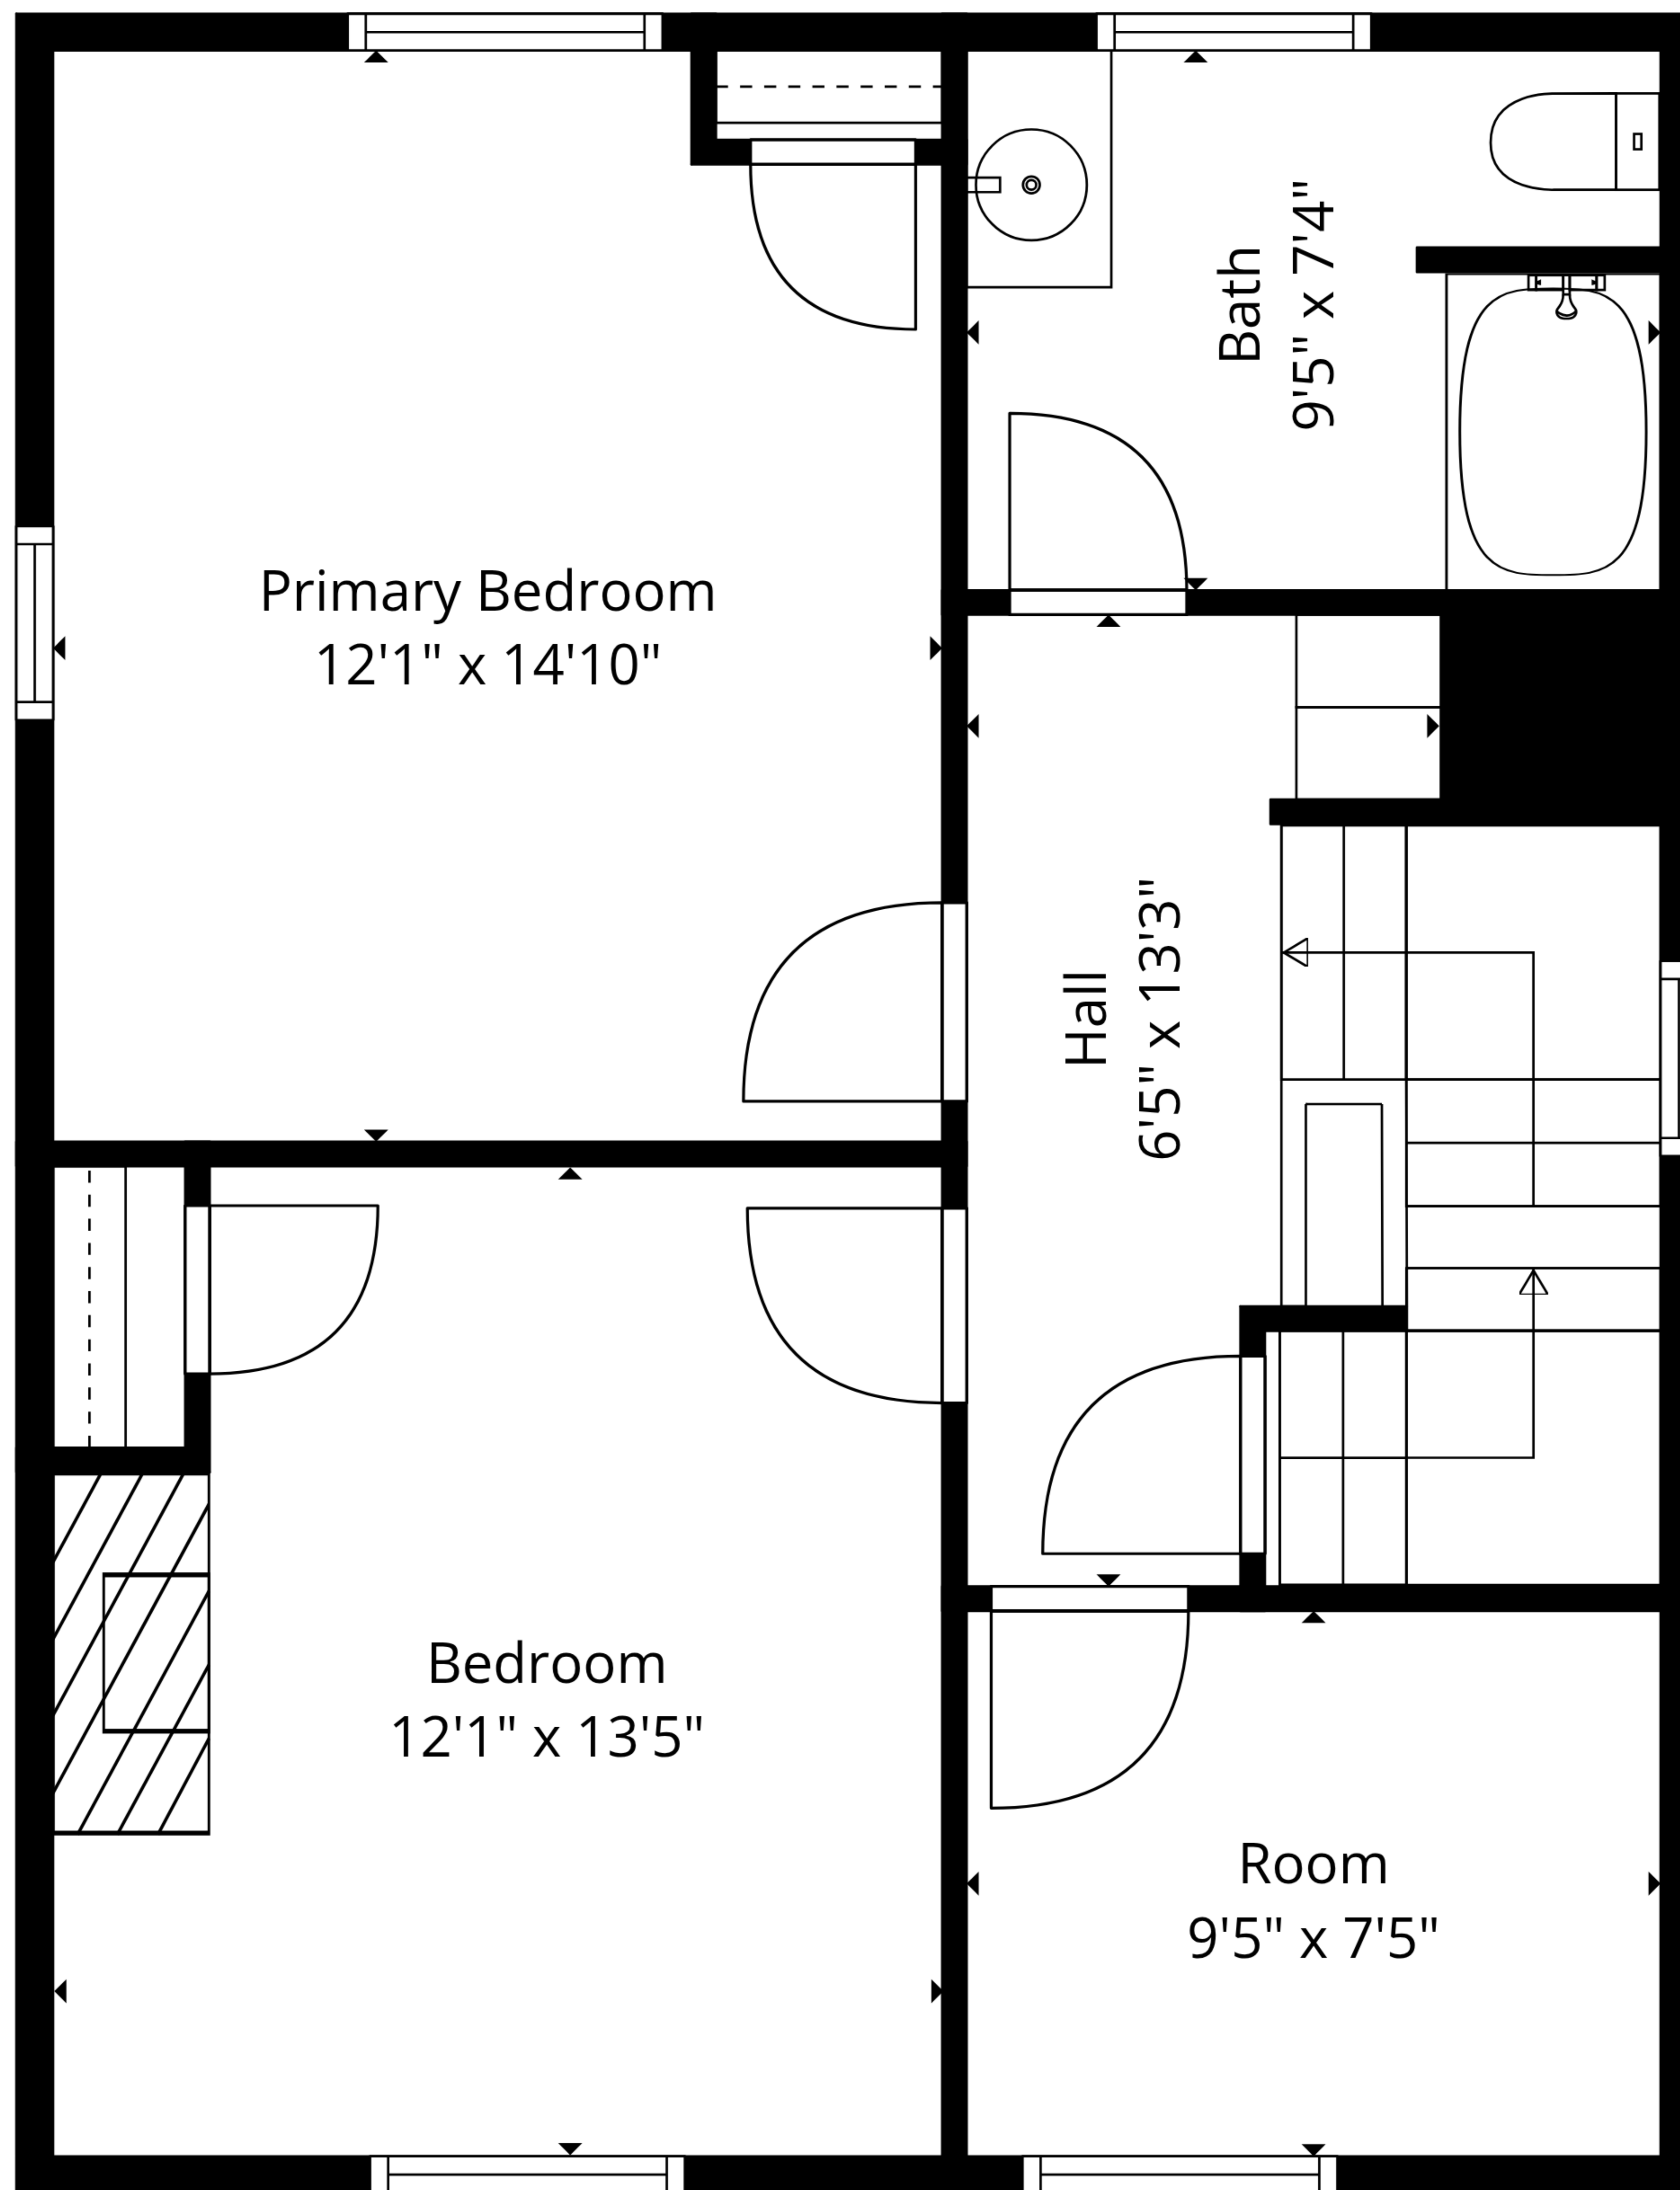 Primary Bedroom
12'1" x 14'10"
Bath
9'5" x 7'4"
Hall
6'5" x 13'3"
Bedroom
12'1" x 13'5"
Room
9'5" x 7'5"